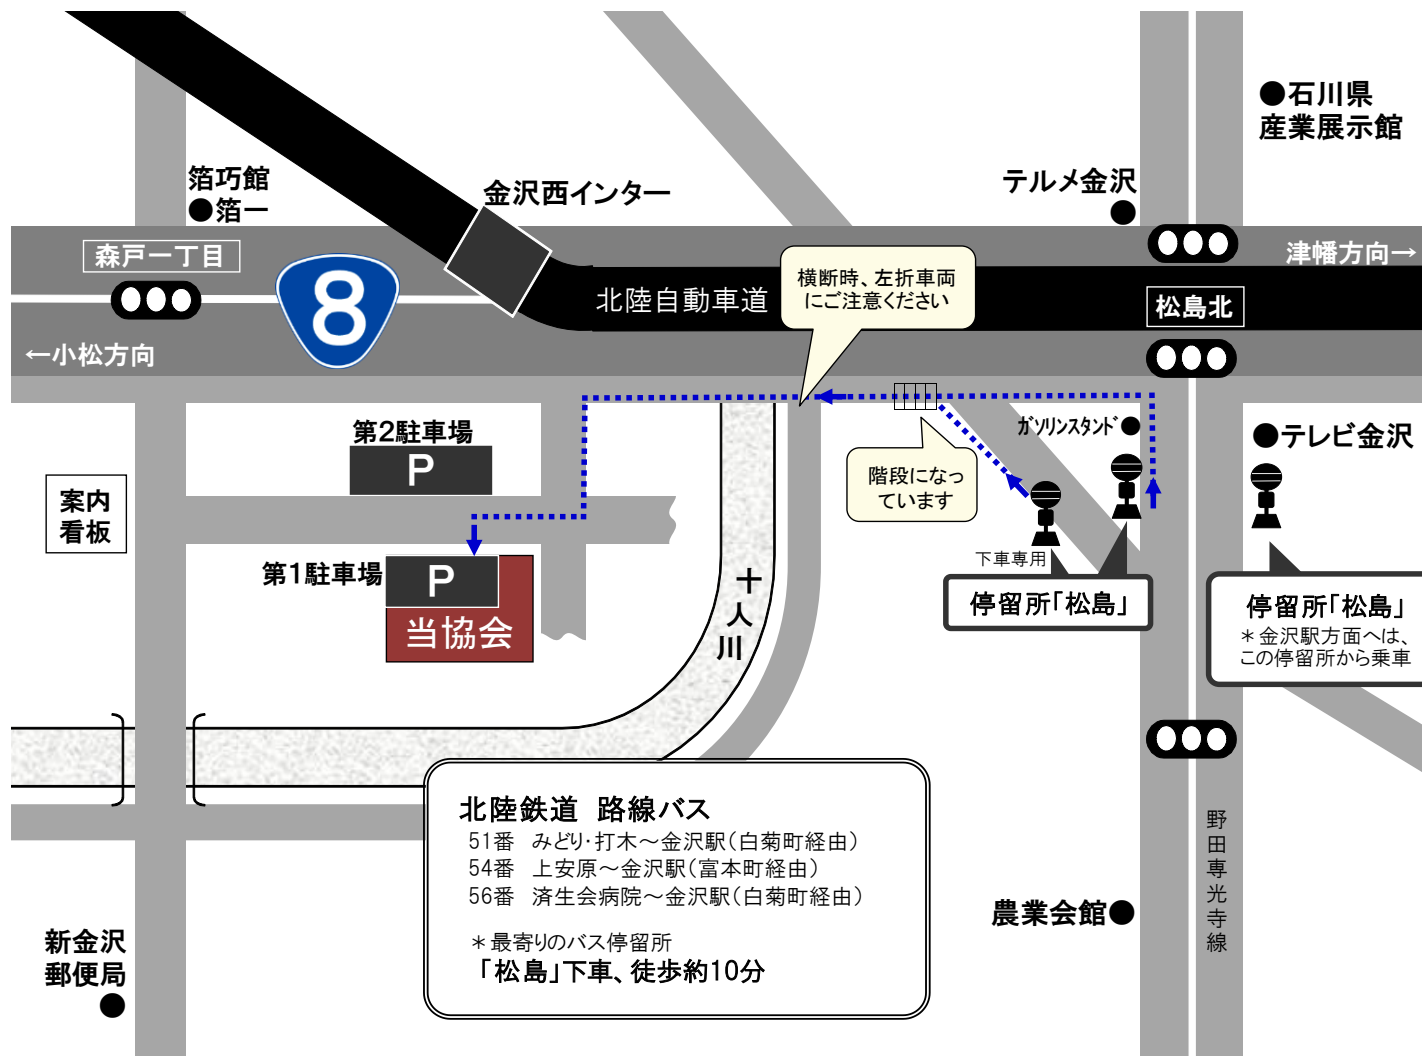 ●石川県
産業展示館
箔巧館
●箔一
金沢西インター
テルメ金沢
森戸一丁目
8
津幡方向→
横断時、左折車両
にご注意ください
北陸自動車道
松島北
←小松方向
第2駐車場
P
ガソリンスタンド
●テレビ金沢
階段になっ
ています
案内
看板
下車専用
第1駐車場
P
当協会
十人川
停留所「松島」
停留所「松島」
＊金沢駅方面へは、
この停留所から乗車
北陸鉄道 路線バス
51番 みどり・打木～金沢駅（白菊町経由）
54番 上安原～金沢駅（富本町経由）
56番 済生会病院～金沢駅（白菊町経由）
＊最寄りのバス停留所
「松島」下車、徒歩約10分
野田専光寺線
農業会館●
新金沢
郵便局